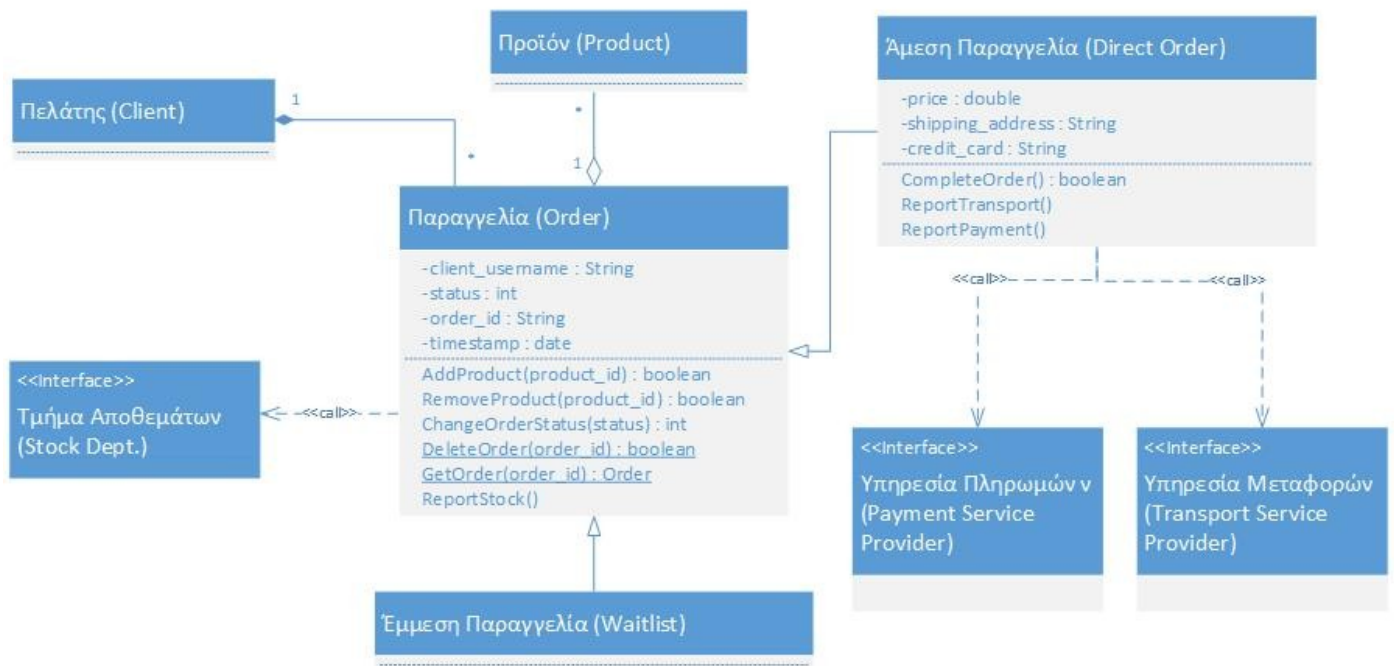 Προϊόν (Product)
Άμεση Παραγγελία (Direct Order)
-price : double
-shipping_address : String
-credit_card : String
CompleteOrder() : boolean
ReportTransport()
ReportPayment()
Πελάτης (Client)
1
*
*
1
Παραγγελία (Order)
-client_username : String
-status : int
-order_id : String
-timestamp : date
AddProduct(product_id) : boolean
RemoveProduct(product_id) : boolean
ChangeOrderStatus(status) : int
DeleteOrder(order_id) : boolean
GetOrder(order_id) : Order
ReportStock()
<<call>>
<<call>>
<<Interface>>
Τμήμα Αποθεμάτων
(Stock Dept.)
<<call>>
<<Interface>>
Υπηρεσία Πληρωμών ν
(Payment Service
Provider)
<<Interface>>
Υπηρεσία Μεταφορών
(Transport Service
Provider)
Έμμεση Παραγγελία (Waitlist)